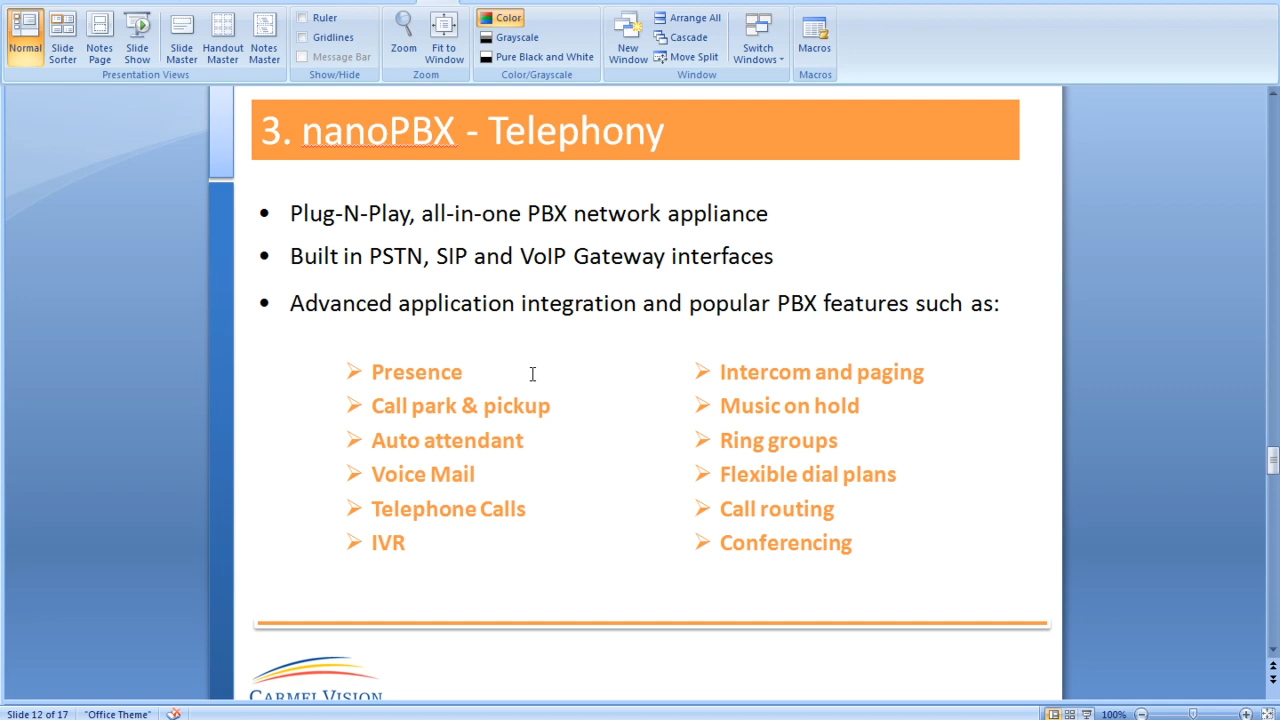 Normal
Slide Sorter
Notes Page
Slide Show
Slide Master
Handout Master
Notes Master
Presentation Views
Ruler
Gridlines
Message Bar
Show/Hide
Zoom
Fit to Window
Zoom
Color
Grayscale
Pure Black and White
Color/Grayscale
New Window
Arrange All
Cascade
Move Split
Switch Windows
Window
Macros
Macros
3. nanoPBX - Telephony
• Plug-N-Play, all-in-one PBX network appliance
• Built in PSTN, SIP and VoIP Gateway interfaces
• Advanced application integration and popular PBX features such as:
➢ Presence
➢ Call park & pickup
➢ Auto attendant
➢ Voice Mail
➢ Telephone Calls
➢ IVR
➢ Intercom and paging
➢ Music on hold
➢ Ring groups
➢ Flexible dial plans
➢ Call routing
➢ Conferencing
CARMEL VISION
Slide 12 of 17
"Office Theme"
100%